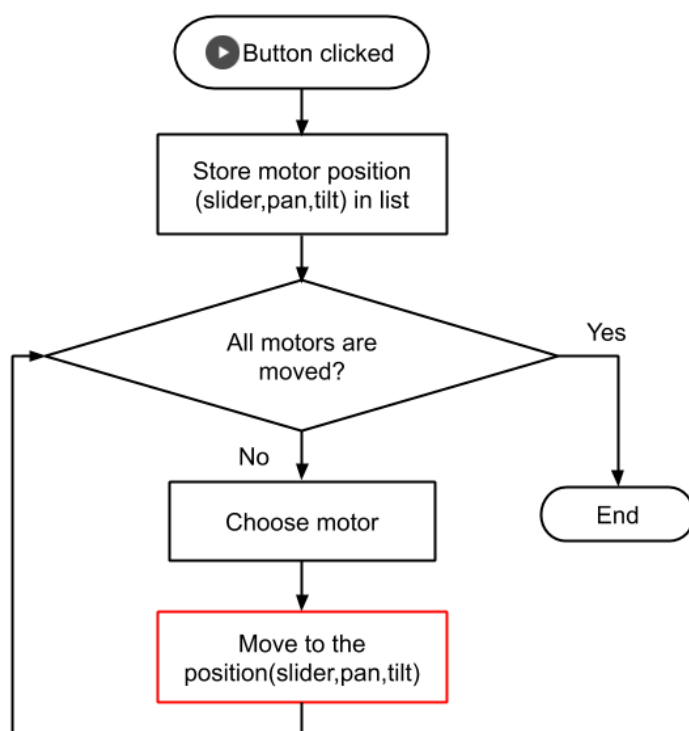 Button clicked
Store motor position
(slider,pan,tilt) in list
All motors are
moved?
Yes
No
Choose motor
End
Move to the
position(slider,pan,tilt)